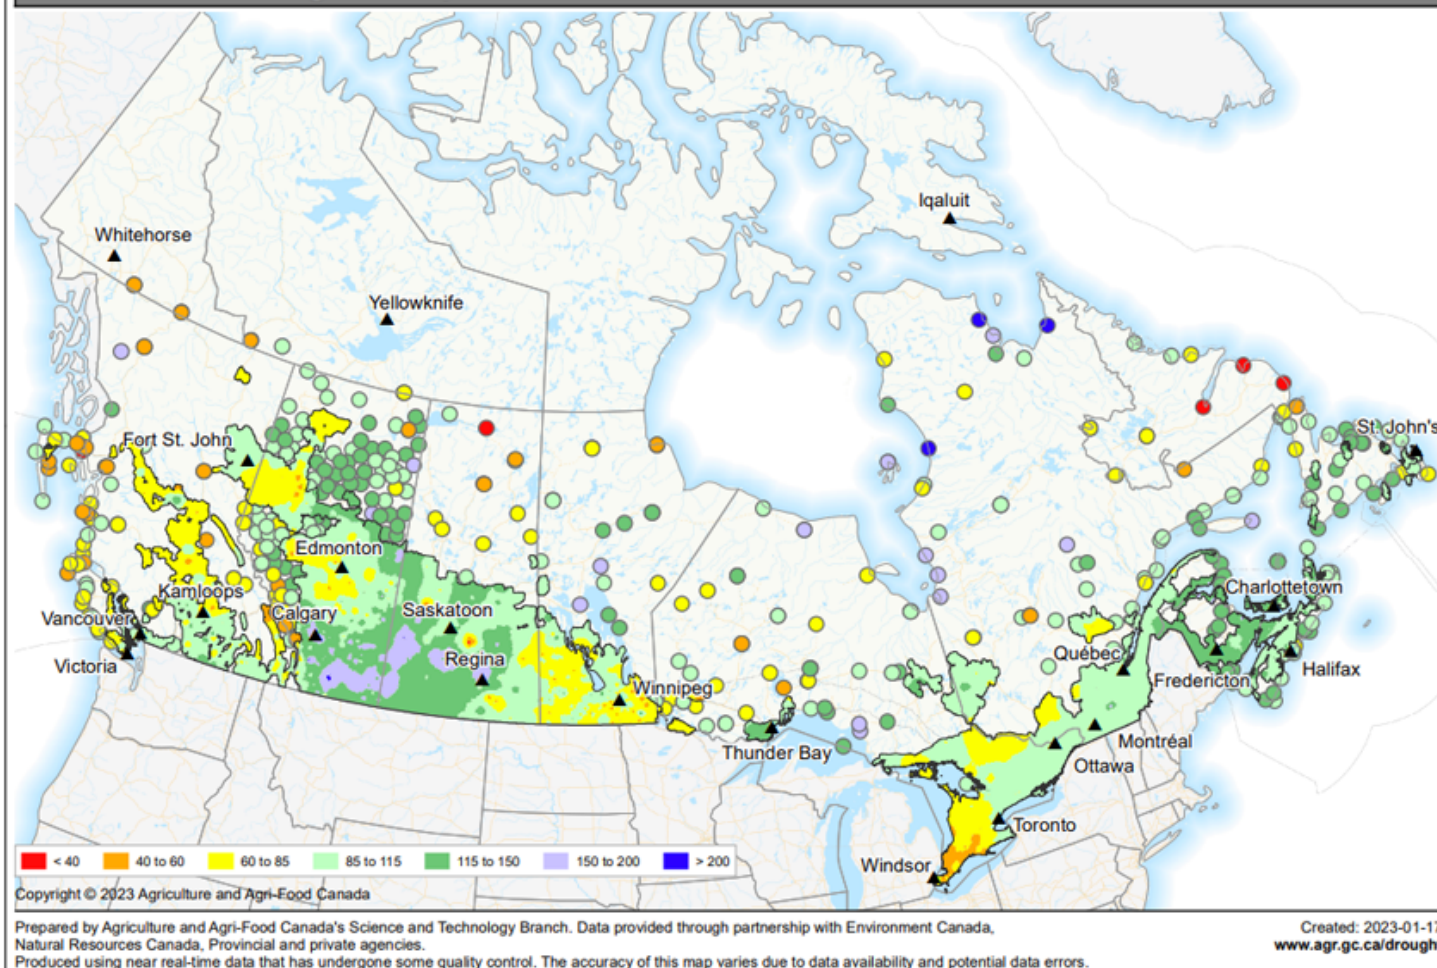 Iqaluit
Whitehorse
Yellowknife
St. John's
Fort St. John
Edmonton
Kamloops
Calgary
Saskatoon
Charlottetown
Vancouver
Victoria
Regina
Winnipeg
Québec
Fredericton
Halifax
Thunder Bay
Montréal
Ottawa
Toronto
Windsor
< 40 40 to 60 60 to 85 85 to 115 115 to 150 150 to 200 > 200
Copyright © 2023 Agriculture and Agri-Food Canada
Prepared by Agriculture and Agri-Food Canada's Science and Technology Branch. Data provided through partnership with Environment Canada,
Natural Resources Canada, Provincial and private agencies.
Produced using near real-time data that has undergone some quality control. The accuracy of this map varies due to data availability and potential data errors.
Created: 2023-01-17
www.agr.gc.ca/drough